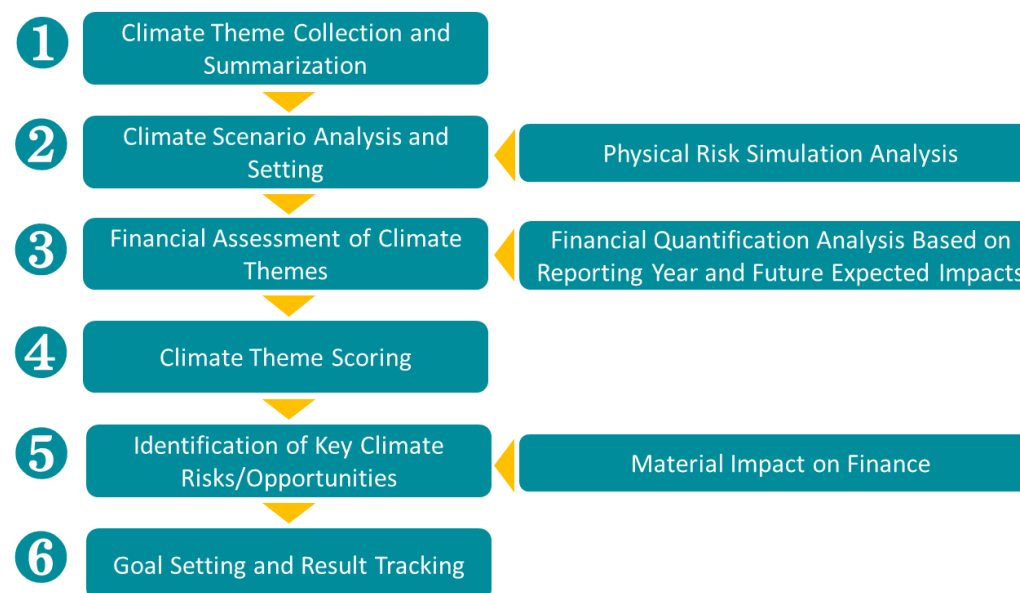 1
Climate Theme Collection and
Summarization
2
Climate Scenario Analysis and
Setting
Physical Risk Simulation Analysis
3
Financial Assessment of Climate
Themes
Financial Quantification Analysis Based on
Reporting Year and Future Expected Impacts
4
Climate Theme Scoring
5
Identification of Key Climate
Risks/Opportunities
Material Impact on Finance
6
Goal Setting and Result Tracking